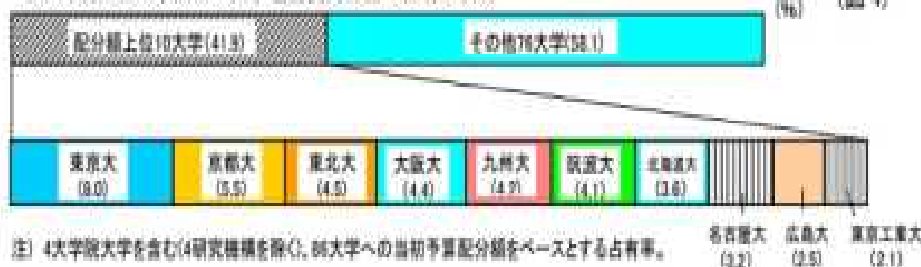 (%)
(図 4)
配分額上位10大学(41.9) その他76大学(58.1)
東京大 京都大 東北大 大阪大 九州大 筑波大 北海道大
(8.0) (5.5) (4.5) (4.4) (4.2) (4.1) (3.6)
名古屋大 広島大 東京工業大
(3.2) (2.5) (2.1)
注) 4大学院大学を含む(4研究機構を除く)、86大学への当初予算配分額をベースとする占有率。